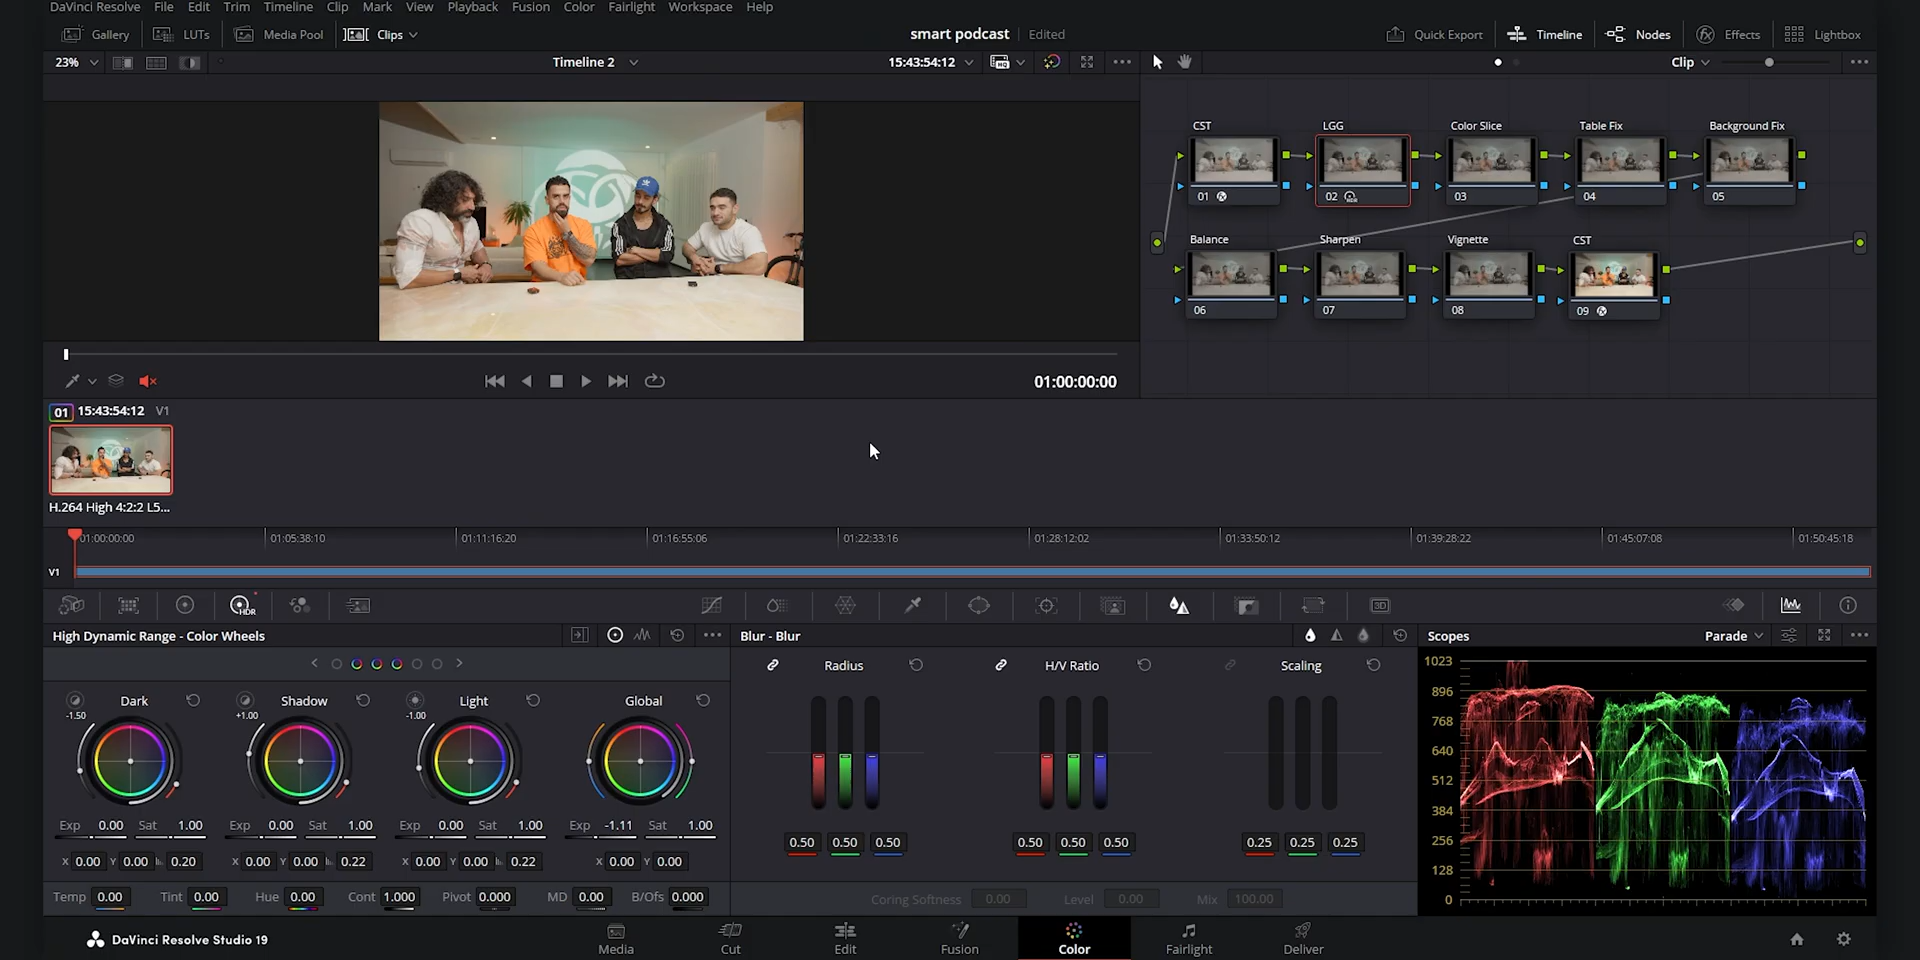 DaVinci Resolve File Edit Trim Timeline Clip Mark View Playback Fusion Color Fairlight Workspace Help
Gallery LUTs Media Pool Clips smart podcast Edited Quick Export Timeline Nodes Effects Lightbox
23% Timeline 2 15:43:54:12 Clip
CST LGG Color Slice Table Fix Background Fix
01 02 03 04 05
Balance Sharpen Vignette CST
06 07 08 09
01:00:00:00
01 15:43:54:12 V1
H.264 High 4:2:2 L5...
01:00:00:00 01:05:38:10 01:11:16:20 01:16:55:06 01:22:33:16 01:28:12:02 01:33:50:12 01:39:28:22 01:45:07:08 01:50:45:18
V1
HDR 3D
High Dynamic Range - Color Wheels Blur - Blur Scopes Parade
Dark Shadow Light Global Radius H/V Ratio Scaling
-1.50 +1.00 -1.00
Exp 0.00 Sat 1.00 Exp 0.00 Sat 1.00 Exp 0.00 Sat 1.00 Exp -1.11 Sat 1.00
X 0.00 Y 0.00 0.20 X 0.00 Y 0.00 0.22 X 0.00 Y 0.00 0.22 X 0.00 Y 0.00
Temp 0.00 Tint 0.00 Hue 0.00 Cont 1.000 Pivot 0.000 MD 0.00 B/Ofs 0.000
0.50 0.50 0.50 0.50 0.50 0.50 0.25 0.25 0.25
Coring Softness 0.00 Level 0.00 Mix 100.00
1023
896
768
640
512
384
256
128
0
DaVinci Resolve Studio 19 Media Cut Edit Fusion Color Fairlight Deliver